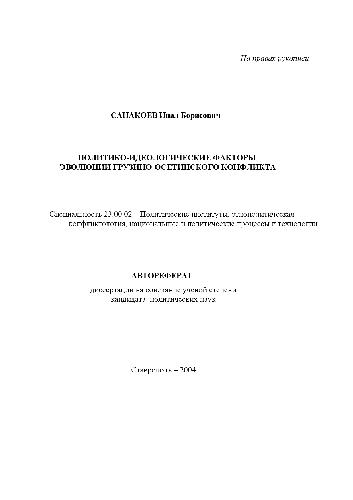 На правах рукописи
САНАКОЕВ Инал Борисович
ПОЛИТИКО-ИДЕОЛОГИЧЕСКИЕ ФАКТОРЫ
ЭВОЛЮЦИИ ГРУЗИНО-ОСЕТИНСКОГО КОНФЛИКТА
Специальность 23.00.02 – Политические институты, этнополитическая
конфликтология, национальные и политические процессы и технологии
АВТОРЕФЕРАТ
диссертации на соискание ученой степени
кандидата политических наук
Ставрополь – 2004